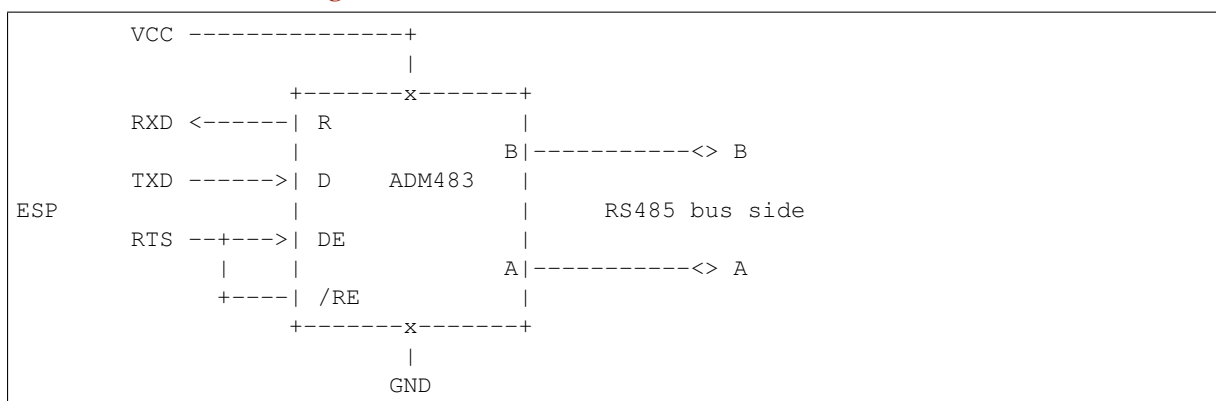 VCC ---------------+
|
+-------x-------+
RXD <------| R |
| B|-----------<> B
TXD ------>| D ADM483 |
ESP | | RS485 bus side
RTS --+--->| DE |
| | A|-----------<> A
+----| /RE |
+-------x-------+
|
GND